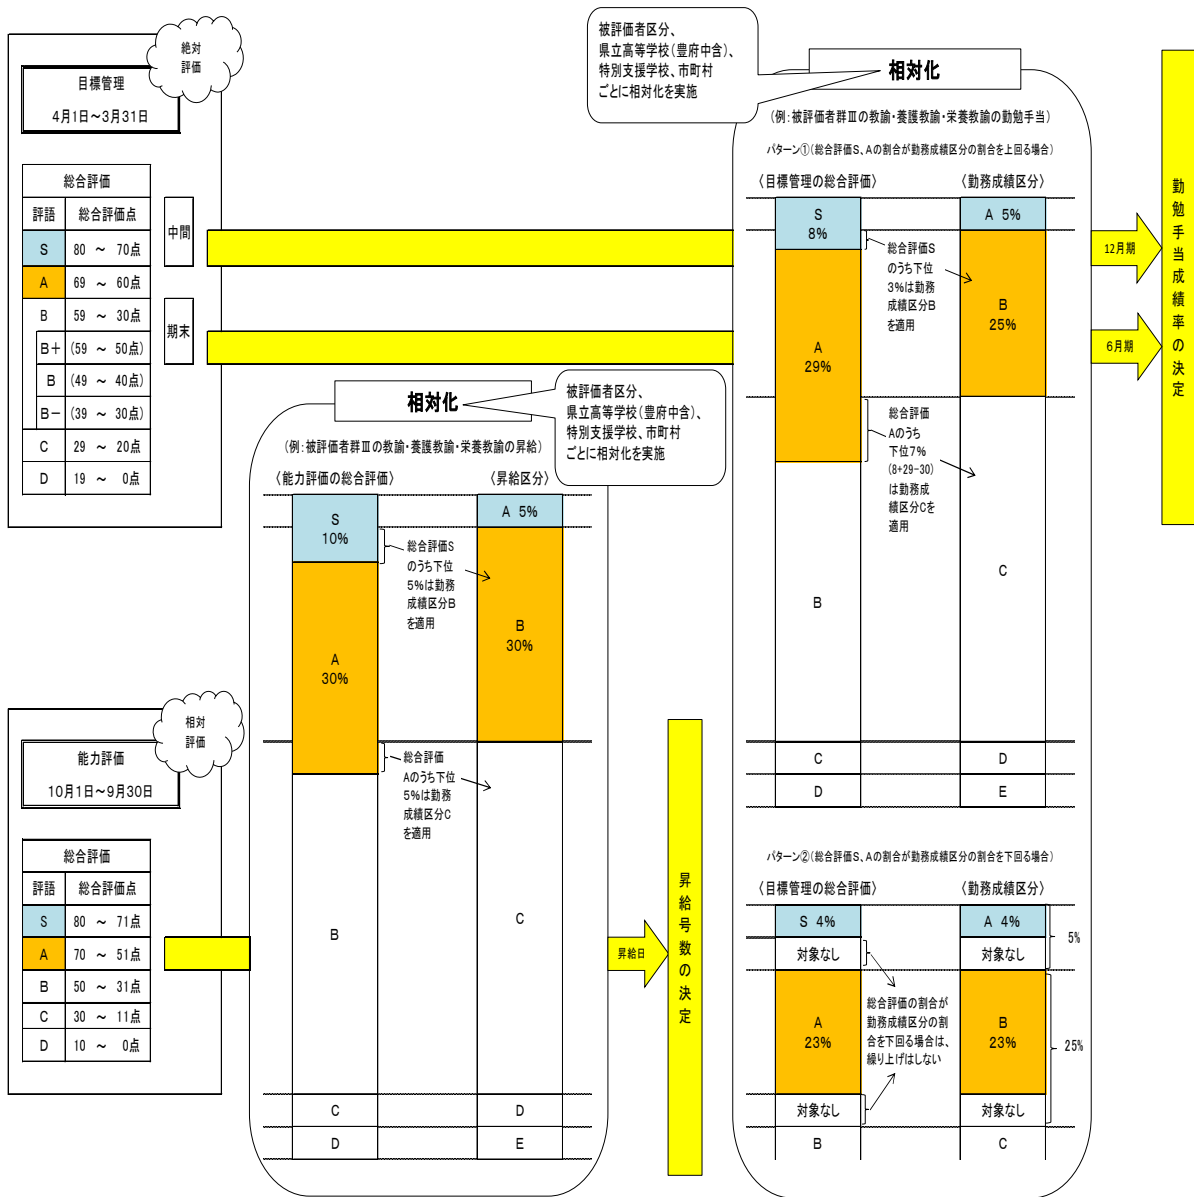 絶対
評価
目標管理
4月1日～3月31日
総合評価
評語 総合評価点
S 80 ～ 70点
A 69 ～ 60点
B 59 ～ 30点
B＋ (59 ～ 50点)
B (49 ～ 40点)
B－ (39 ～ 30点)
C 29 ～ 20点
D 19 ～ 0点
中間
期末
被評価者区分、
県立高等学校(豊府中含)、
特別支援学校、市町村
ごとに相対化を実施
相対化
(例:被評価者群Ⅲの教諭・養護教諭・栄養教諭の勤勉手当)
パターン①(総合評価S、Aの割合が勤務成績区分の割合を上回る場合)
〈目標管理の総合評価〉 〈勤務成績区分〉
S
8%
A 5%
総合評価S
のうち下位
3%は勤務
成績区分B
を適用
A
29%
B
25%
総合評価
Aのうち
下位7%
(8+29-30)
は勤務成
績区分Cを
適用
B
C
C
D
D
E
12月期
6月期
勤勉手当成績率の決定
パターン②(総合評価S、Aの割合が勤務成績区分の割合を下回る場合)
〈目標管理の総合評価〉 〈勤務成績区分〉
S 4%
A 4%
5%
対象なし
対象なし
総合評価の割合が
勤務成績区分の割
合を下回る場合は、
繰り上げはしない
A
23%
B
23%
25%
対象なし
対象なし
B
C
相対化
被評価者区分、
県立高等学校(豊府中含)、
特別支援学校、市町村
ごとに相対化を実施
(例:被評価者群Ⅲの教諭・養護教諭・栄養教諭の昇給)
〈能力評価の総合評価〉 〈昇給区分〉
S
10%
A 5%
総合評価S
のうち下位
5%は勤務
成績区分B
を適用
A
30%
B
30%
総合評価
Aのうち下位
5%は勤務
成績区分C
を適用
B
C
C
D
D
E
相対
評価
能力評価
10月1日～9月30日
総合評価
評語 総合評価点
S 80 ～ 71点
A 70 ～ 51点
B 50 ～ 31点
C 30 ～ 11点
D 10 ～ 0点
昇給日
昇給号数の決定